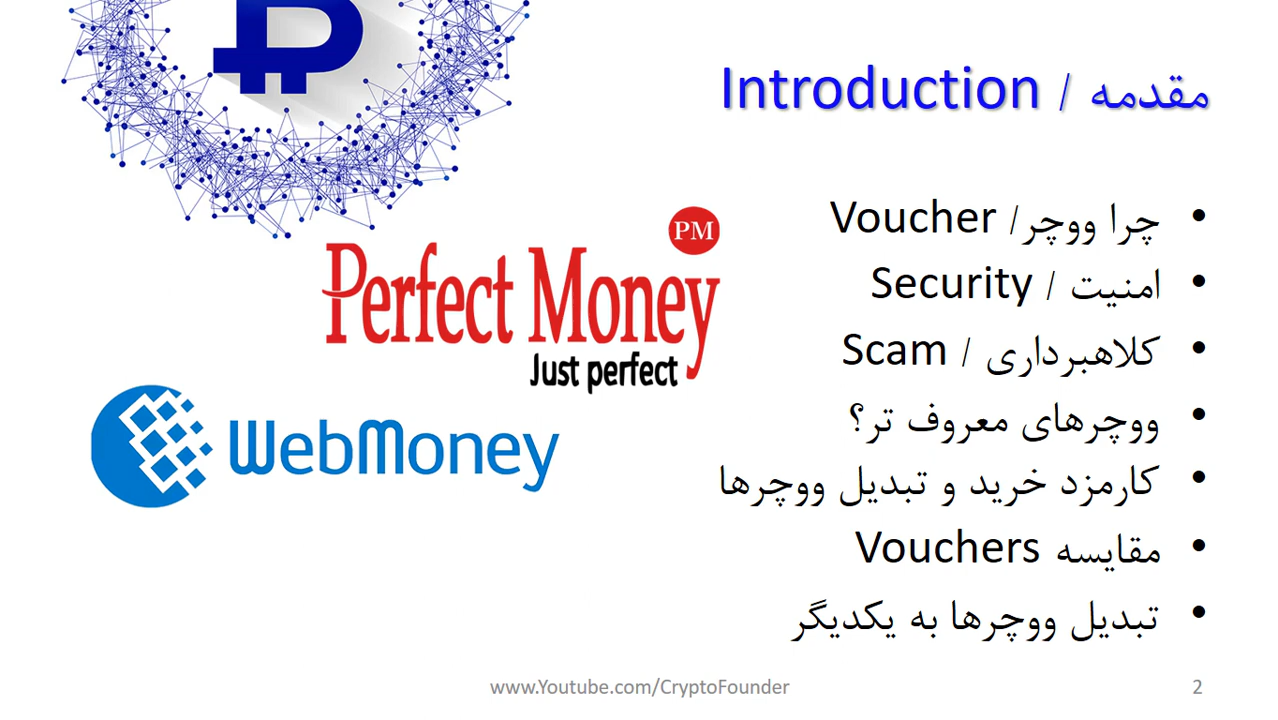 مقدمه / Introduction
• چرا ووچر/ Voucher
• امنیت / Security
• کلاهبرداری / Scam
• ووچرهای معروف تر؟
• کارمزد خرید و تبدیل ووچرها
• مقایسه Vouchers
• تبدیل ووچرها به یکدیگر
PM
Perfect Money
Just perfect
WebMoney
www.Youtube.com/CryptoFounder
2